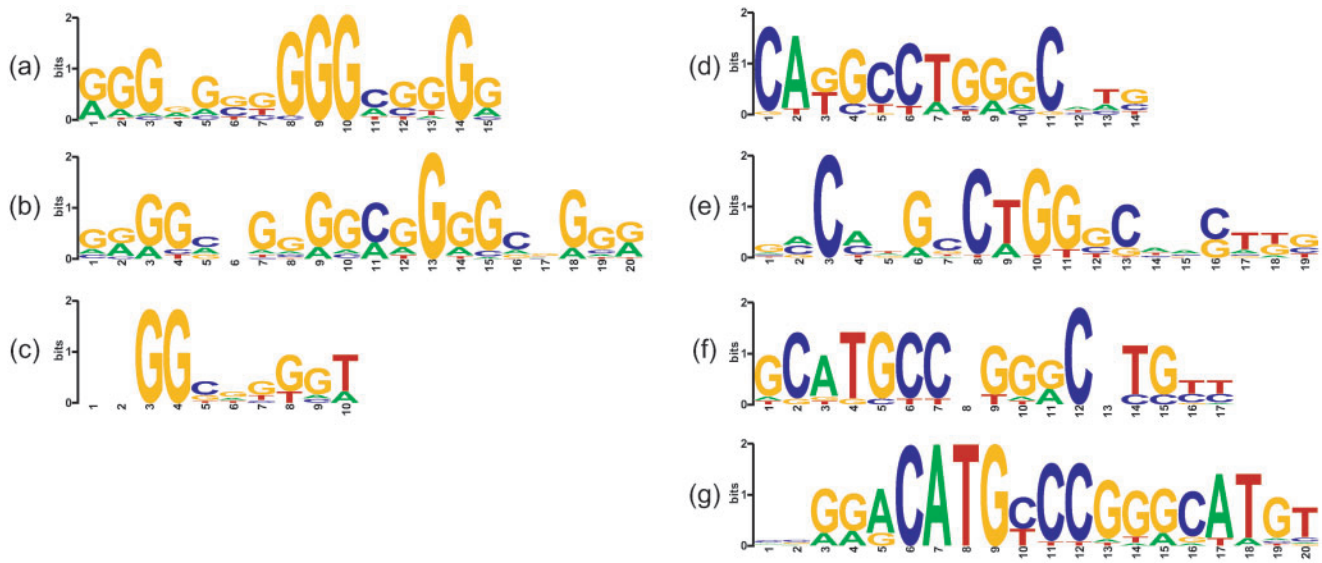 (a)
2
bits
1
0
GGGGGGGGGGCGGGG
1 2 3 4 5 6 7 8 9 10 11 12 13 14 15
(b)
2
bits
1
0
GGGGCGGGGCGGGGCGGG
1 2 3 4 5 6 7 8 9 10 11 12 13 14 15 16 17 18 19 20
(c)
2
bits
1
0
GGCGGGGT
1 2 3 4 5 6 7 8 9 10
(d)
2
bits
1
0
CAGGCCTGGGCATG
1 2 3 4 5 6 7 8 9 10 11 12 13 14
(e)
2
bits
1
0
GACAGCCTGGGCAACTTG
1 2 3 4 5 6 7 8 9 10 11 12 13 14 15 16 17 18 19
(f)
2
bits
1
0
GCATGCCGGGCTGTT
1 2 3 4 5 6 7 8 9 10 11 12 13 14 15 16 17
(g)
2
bits
1
0
GGACATGCCCGGGCATGT
1 2 3 4 5 6 7 8 9 10 11 12 13 14 15 16 17 18 19 20